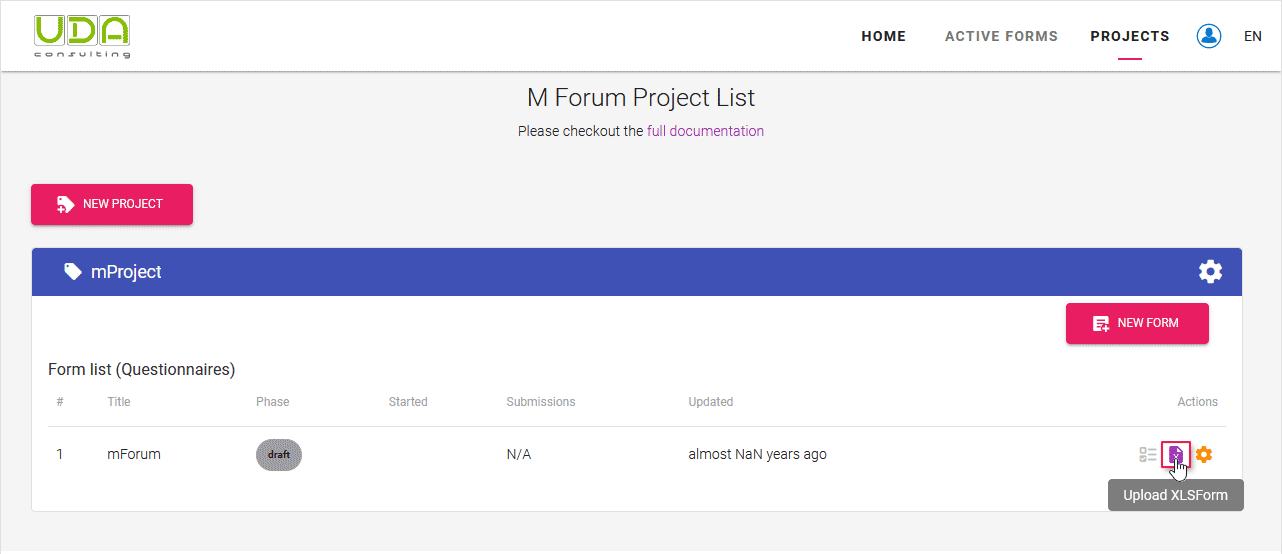 UDA
consulting
HOME ACTIVE FORMS PROJECTS EN
M Forum Project List
Please checkout the full documentation
NEW PROJECT
mProject
NEW FORM
Form list (Questionnaires)
# Title Phase Started Submissions Updated Actions
1 mForum draft N/A almost NaN years ago
Upload XLSForm